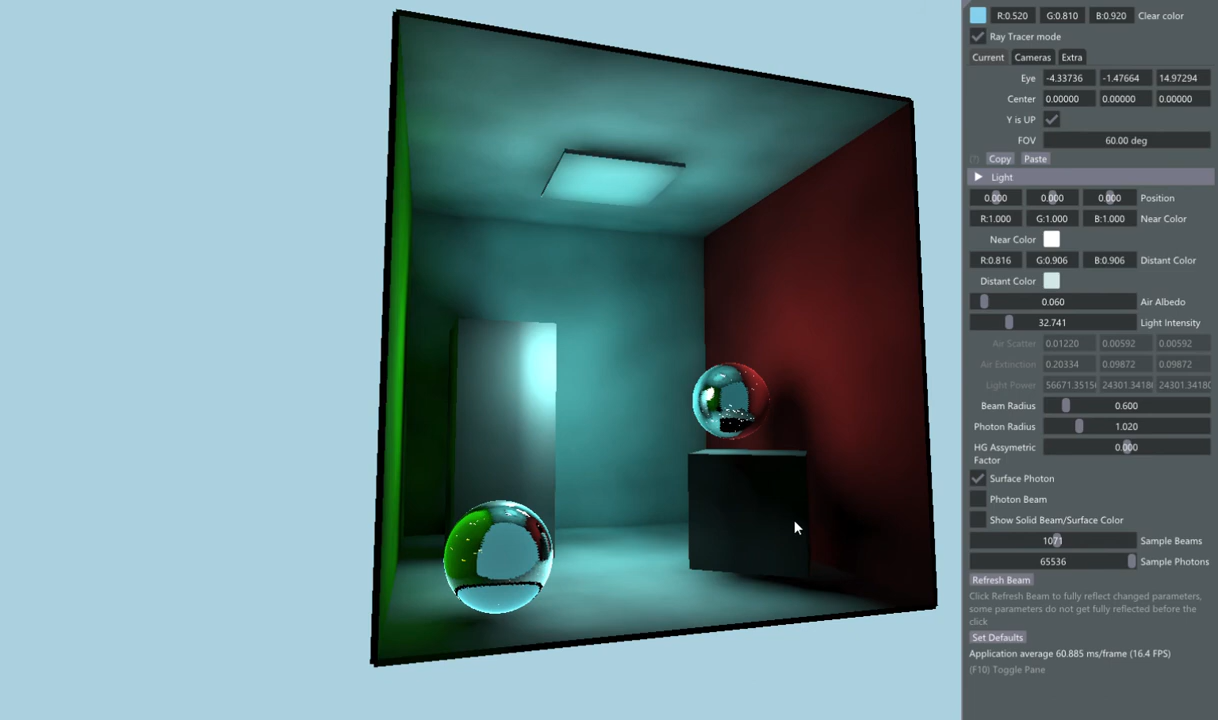 R:0.520 G:0.810 B:0.920 Clear color
Ray Tracer mode
Current Cameras Extra
Eye -4.33736 -1.47664 14.97294
Center 0.00000 0.00000 0.00000
Y is UP
FOV 60.00 deg
[?] Copy Paste
Light
0.000 0.000 0.000 Position
R:1.000 G:1.000 B:1.000 Near Color
Near Color
R:0.816 G:0.906 B:0.906 Distant Color
Distant Color
0.060 Air Albedo
32.741 Light Intensity
Air Scatter 0.01220 0.00592 0.00592
Air Extinction 0.20334 0.09872 0.09872
Light Power 56671.3515 24301.34180 24301.34180
Beam Radius 0.600
Photon Radius 1.020
HG Assymetric 0.000
Factor
Surface Photon
Photon Beam
Show Solid Beam/Surface Color
1071 Sample Beams
65536 Sample Photons
Refresh Beam
Click Refresh Beam to fully reflect changed parameters,
some parameters do not get fully reflected before the
click
Set Defaults
Application average 60.885 ms/frame (16.4 FPS)
(F10) Toggle Pane